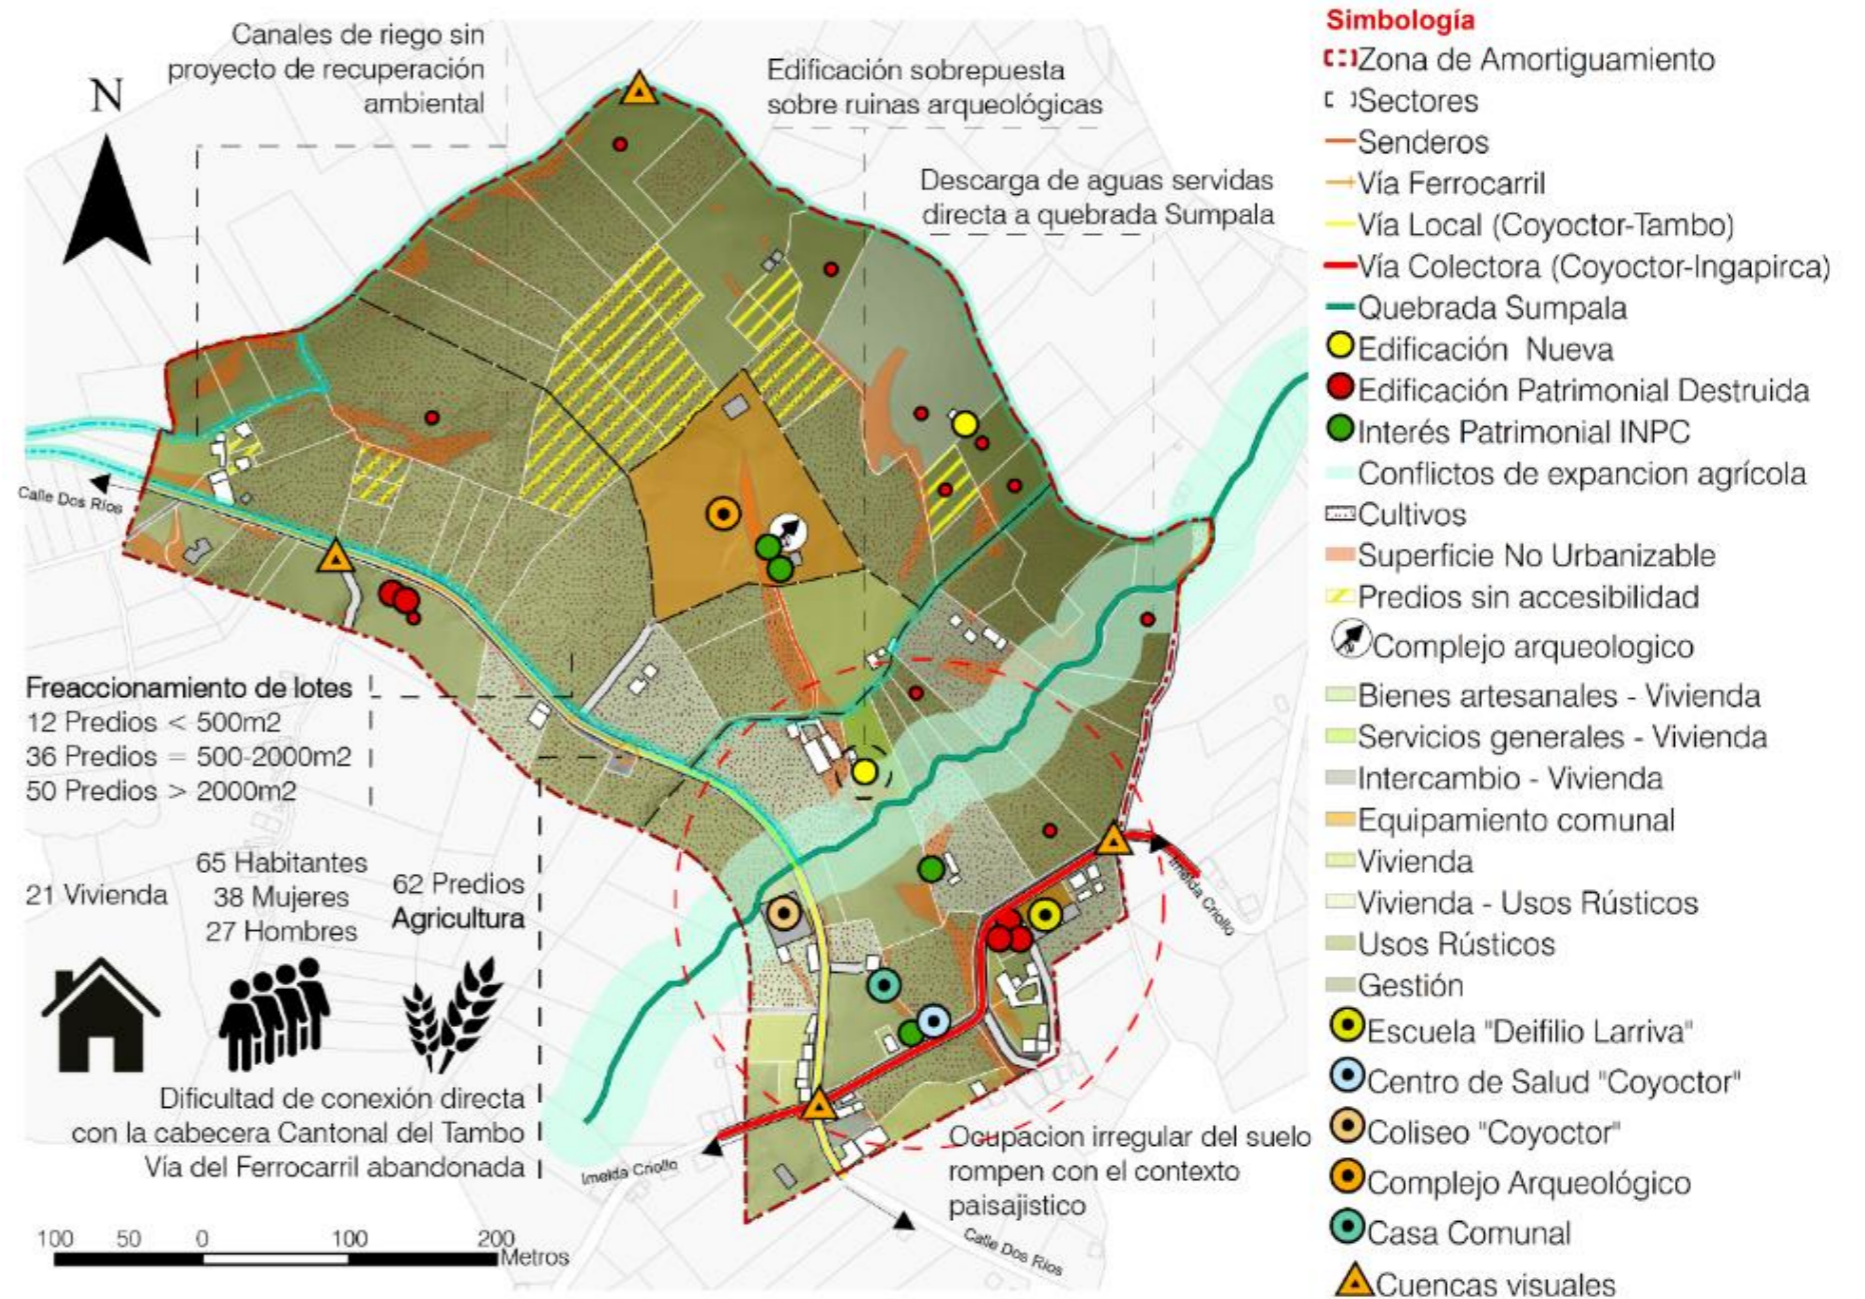 Canales de riego sin
proyecto de recuperación
ambiental
N
Edificación sobrepuesta
sobre ruinas arqueológicas
Descarga de aguas servidas
directa a quebrada Sumpala
Calle Dos Ríos
Freaccionamiento de lotes
12 Predios < 500m2
36 Predios = 500-2000m2
50 Predios > 2000m2
21 Vivienda
65 Habitantes
38 Mujeres
27 Hombres
62 Predios
Agricultura
Dificultad de conexión directa
con la cabecera Cantonal del Tambo
Vía del Ferrocarril abandonada
Imelda Criollo
Imelda Criollo
Ocupacion irregular del suelo
rompen con el contexto
paisajistico
Calle Dos Ríos
100 50 0 100 200
Metros
Simbología
Zona de Amortiguamiento
Sectores
Senderos
Vía Ferrocarril
Vía Local (Coyoctor-Tambo)
Vía Colectora (Coyoctor-Ingapirca)
Quebrada Sumpala
Edificación Nueva
Edificación Patrimonial Destruida
Interés Patrimonial INPC
Conflictos de expancion agrícola
Cultivos
Superficie No Urbanizable
Predios sin accesibilidad
Complejo arqueologico
Bienes artesanales - Vivienda
Servicios generales - Vivienda
Intercambio - Vivienda
Equipamiento comunal
Vivienda
Vivienda - Usos Rústicos
Usos Rústicos
Gestión
Escuela "Deifilio Larriva"
Centro de Salud "Coyoctor"
Coliseo "Coyoctor"
Complejo Arqueológico
Casa Comunal
Cuencas visuales